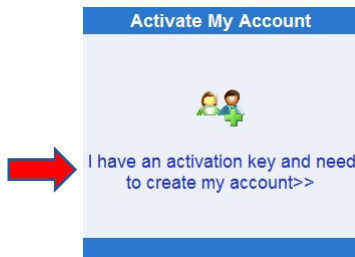 Activate My Account
I have an activation key and need
to create my account>>